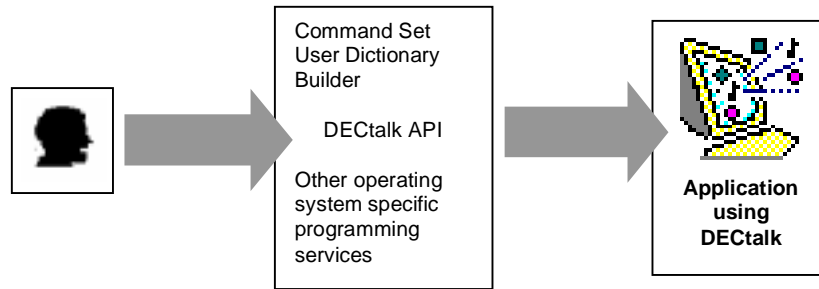 Command Set
User Dictionary
Builder
DECtalk API
Other operating
system specific
programming
services
Application
using
DECtalk